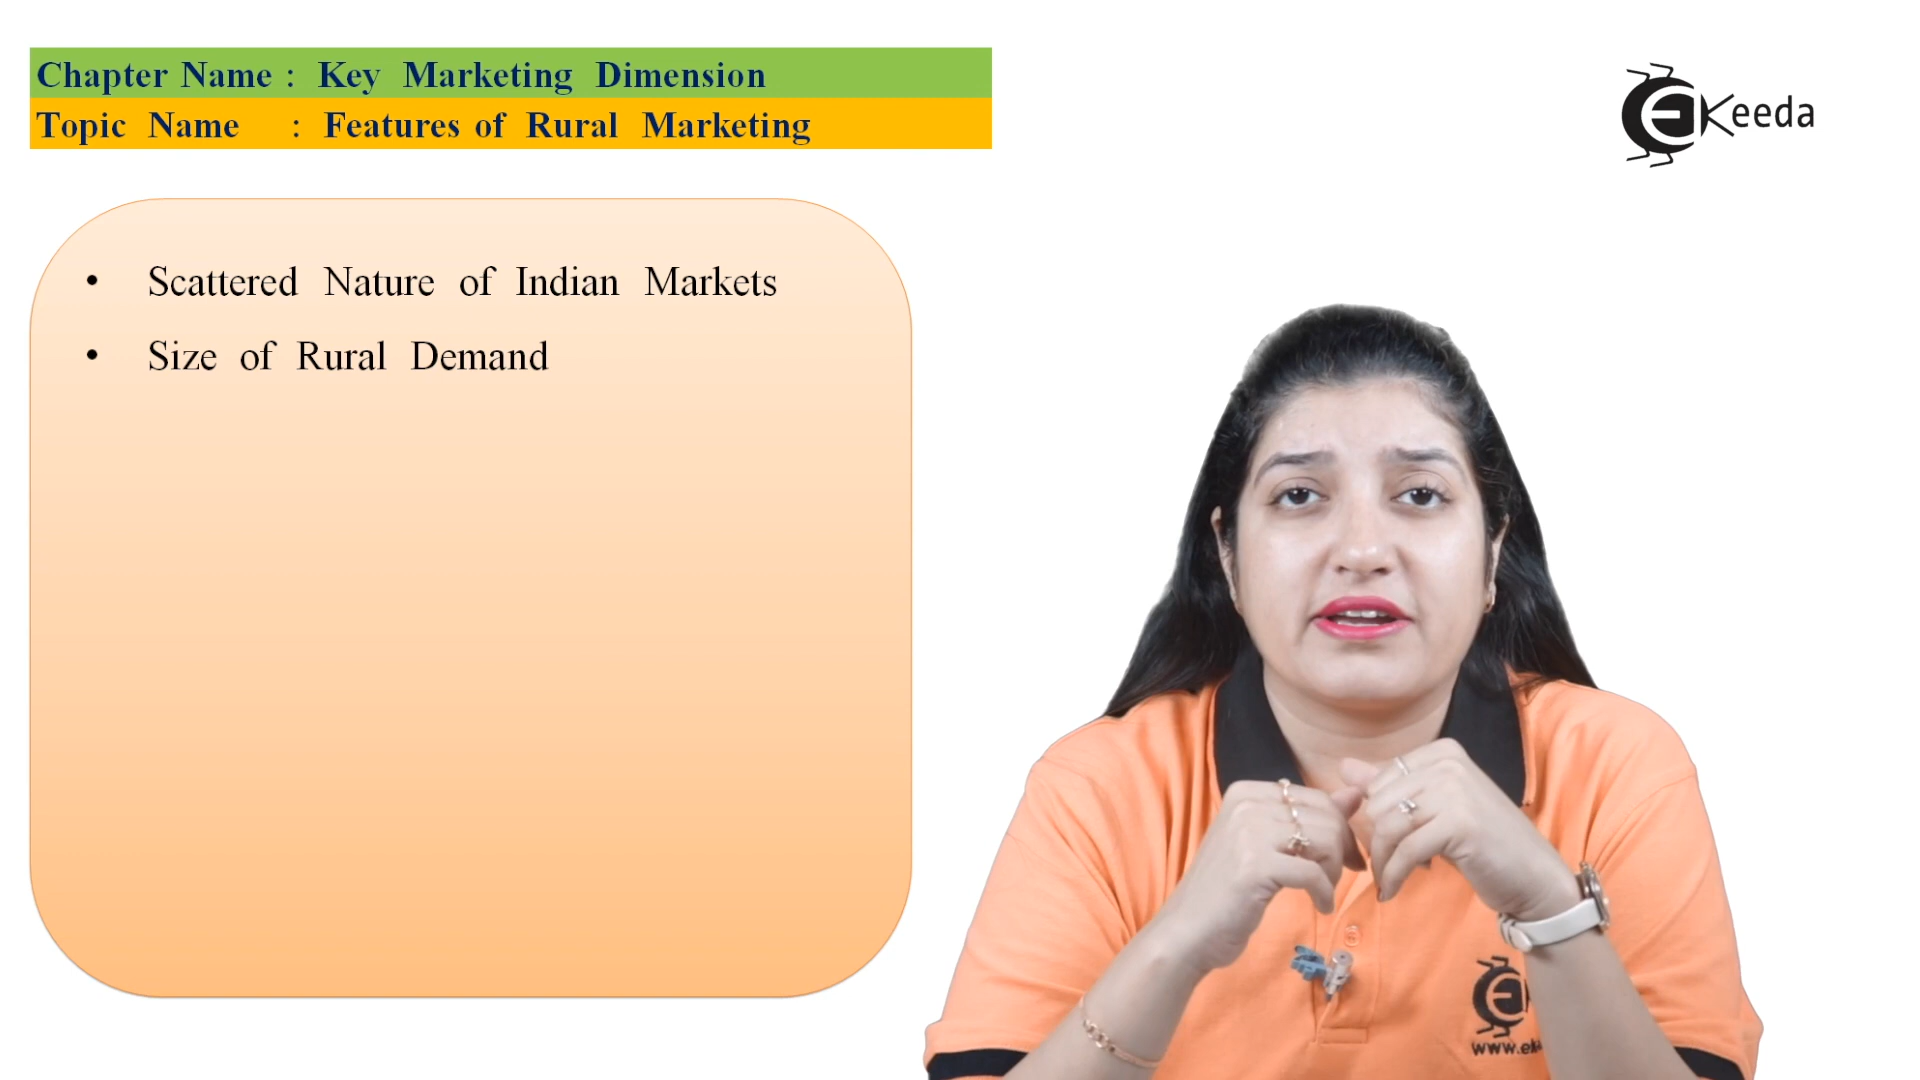 Chapter Name : Key Marketing Dimension
Topic Name : Features of Rural Marketing
Keeda
• Scattered Nature of Indian Markets
• Size of Rural Demand